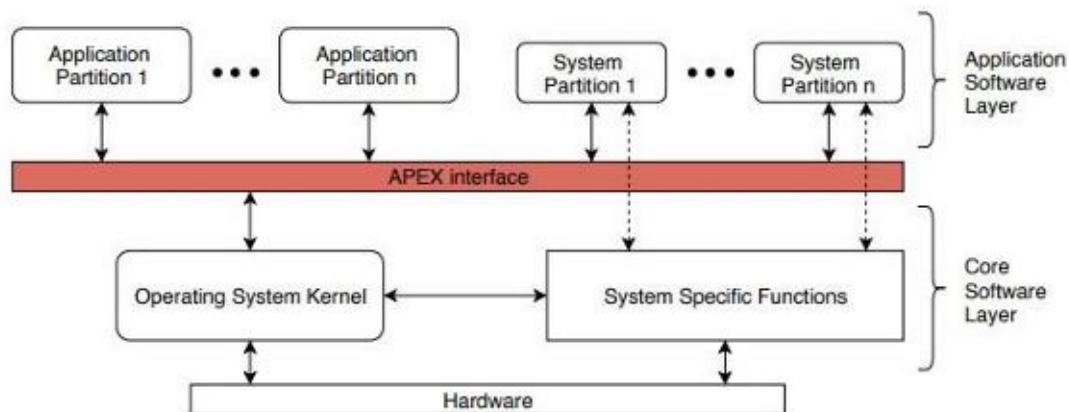 Application
Partition 1
Application
Partition n
System
Partition 1
System
Partition n
Application
Software
Layer
APEX interface
Operating System Kernel
System Specific Functions
Core
Software
Layer
Hardware